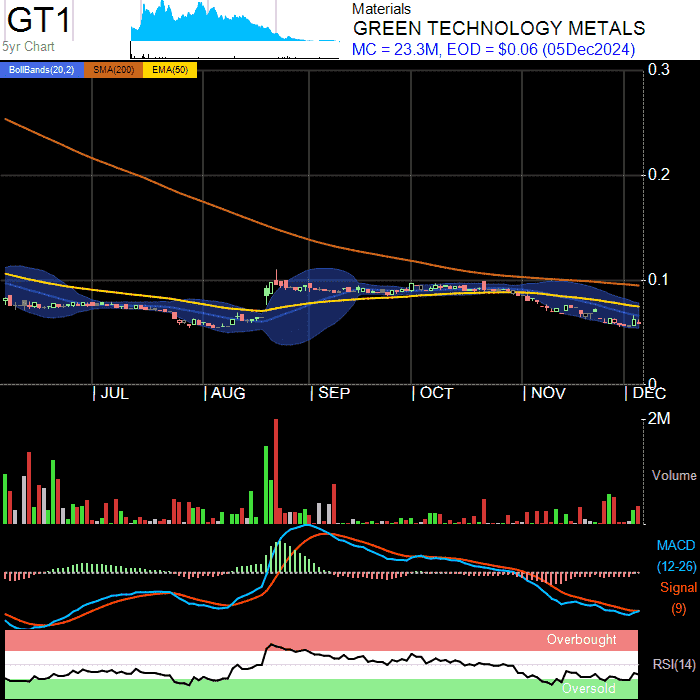 GT1
5yr Chart
Materials
GREEN TECHNOLOGY METALS
MC = 23.3M, EOD = $0.06 (05Dec2024)
BollBands(20,2) SMA(200) EMA(50)
0.3
0.2
0.1
0
| JUL | AUG | SEP | OCT | NOV | DEC
2M
Volume
MACD
(12-26)
Signal
(9)
Overbought
RSI(14)
Oversold